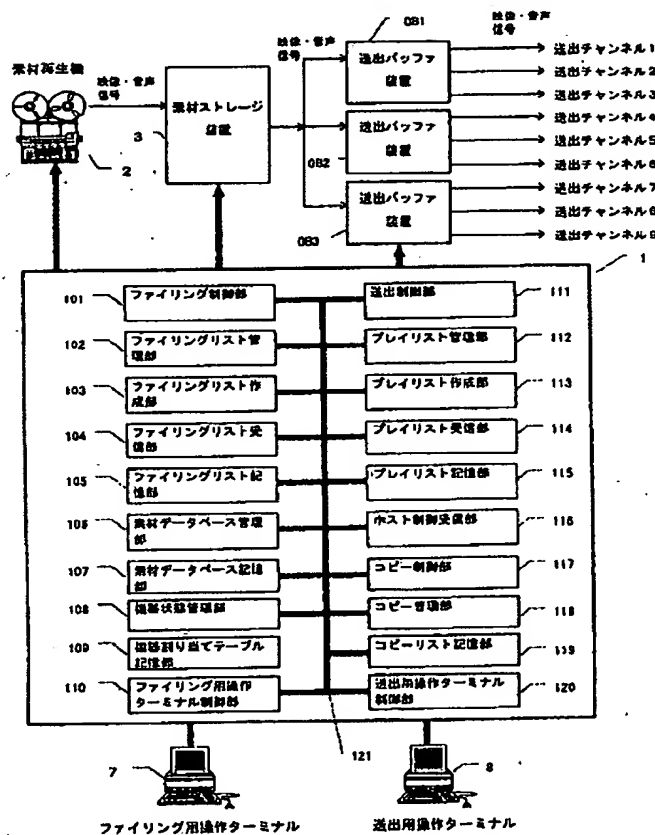 OB1
映像・音声
信号
映像・音声
信号
素材再生機
映像・音声
信号
2
素材ストレージ
装置
3
送出バッファ
装置
送出バッファ
装置
OB2
送出バッファ
装置
OB3
送出チャンネル1
送出チャンネル2
送出チャンネル3
送出チャンネル4
送出チャンネル5
送出チャンネル6
送出チャンネル7
送出チャンネル8
送出チャンネル9
1
101
ファイリング制御部
102
ファイリングリスト管
理部
103
ファイリングリスト作
成部
104
ファイリングリスト受
信部
105
ファイリングリスト記
憶部
106
素材データベース管理
部
107
素材データベース記憶
部
108
機器状態管理部
109
機器割り当てテーブル
記憶部
110
ファイリング用操作
ターミナル制御部
送出制御部
111
プレイリスト管理部
112
プレイリスト作成部
113
プレイリスト受信部
114
プレイリスト記憶部
115
ホスト制御受信部
116
コピー制御部
117
コピー管理部
118
コピーリスト記憶部
119
送出用操作ターミナル
制御部
120
121
7
ファイリング用操作ターミナル
8
送出用操作ターミナル